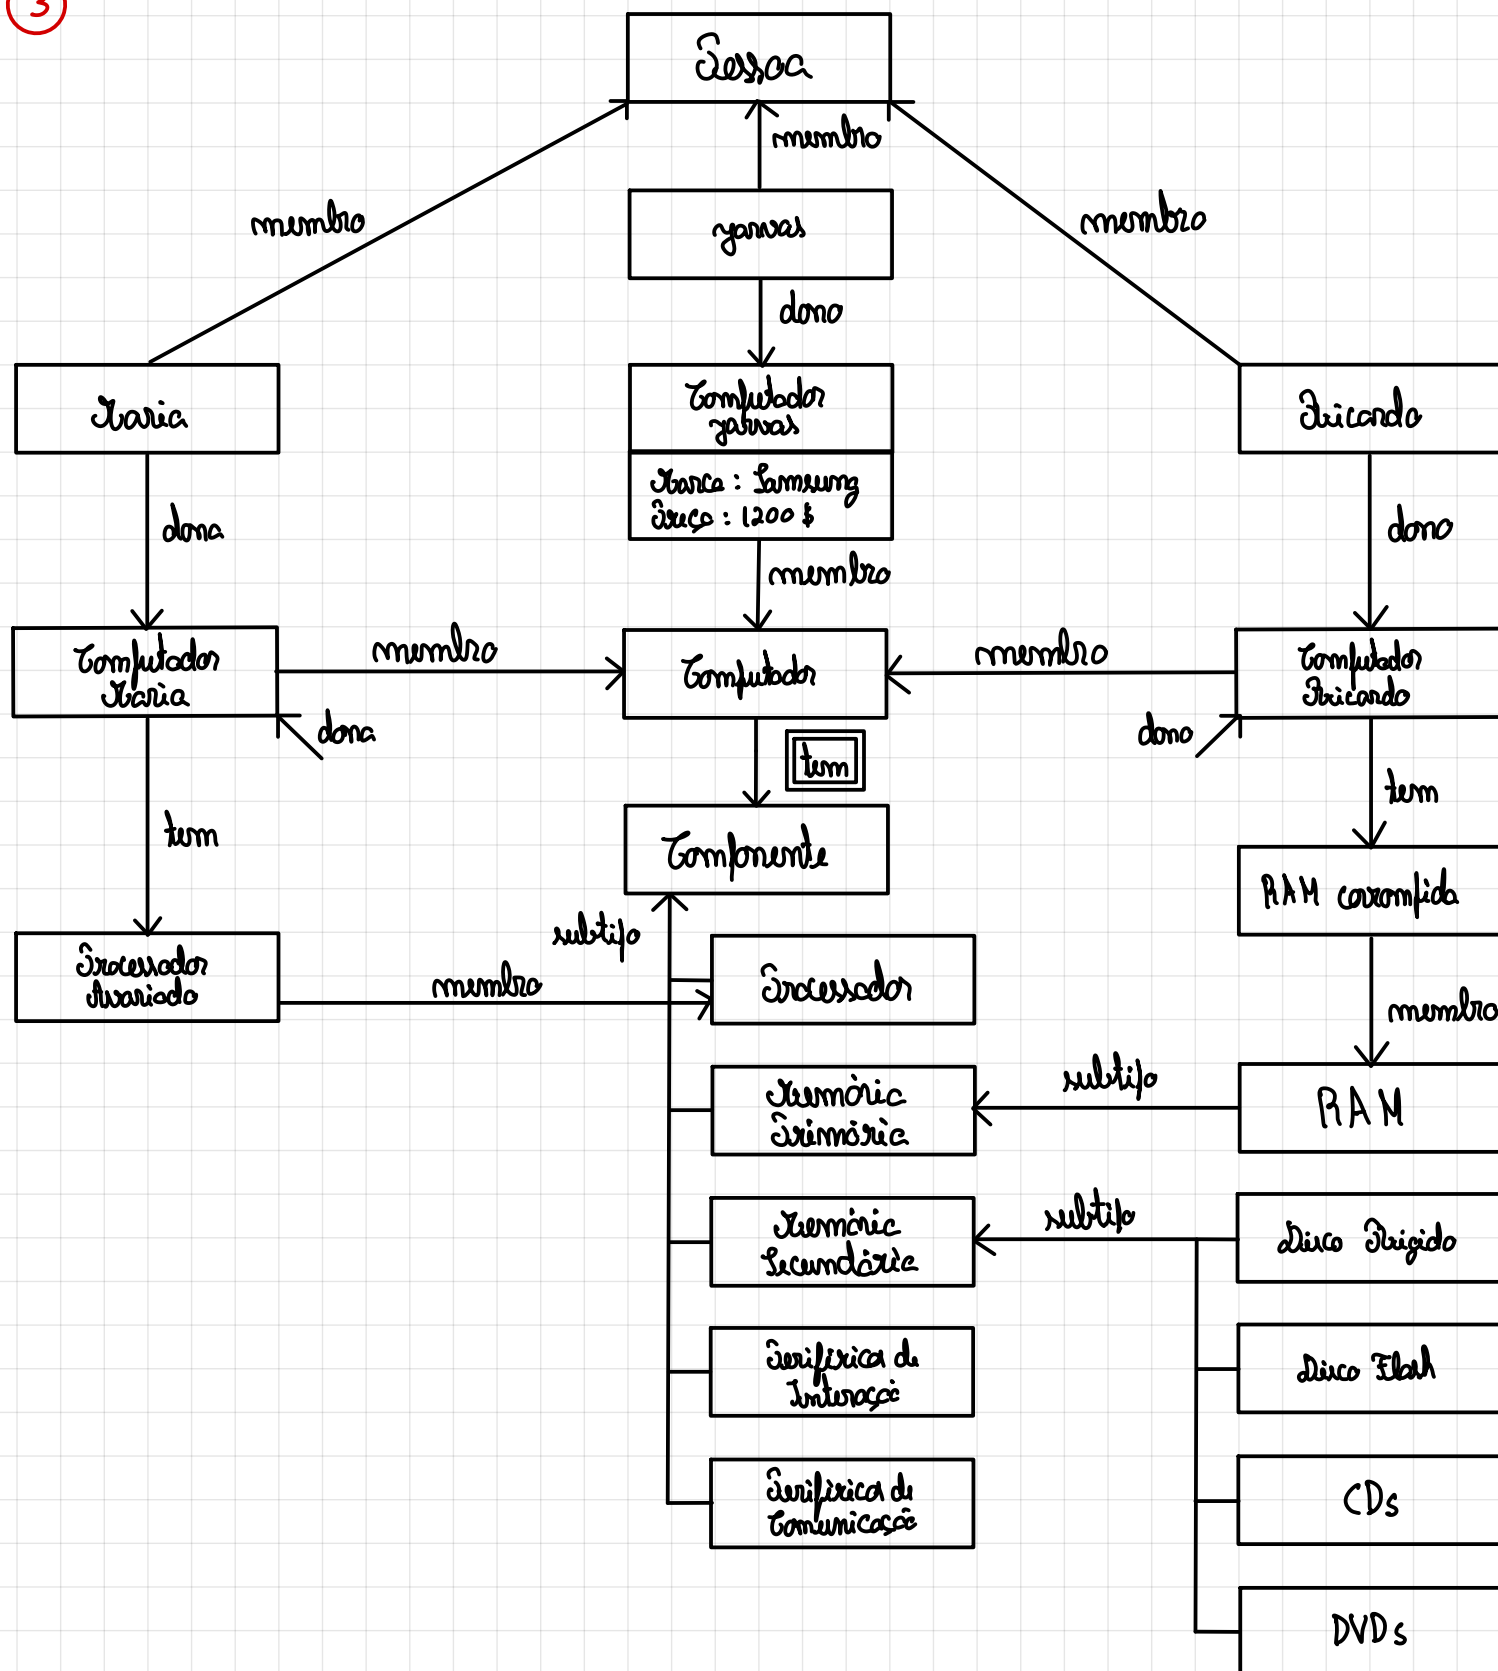 3
Pessoa
membro
membro
membro
Jarvas
dono
Maria
Computador
Jarvas
Ricardo
Marca : Samsung
Preço : 1200 $
dona
dono
membro
Computador
Maria
membro
Computador
membro
Computador
Ricardo
dona
dono
tem
tem
tem
Componente
RAM corrompida
subtipo
Processador
Avariado
membro
Processador
membro
Memória
Primária
subtipo
RAM
Memória
Secundária
subtipo
Disco Rígido
Periférico de
Interação
Disco Flash
Periférico de
Comunicação
CDs
DVDs